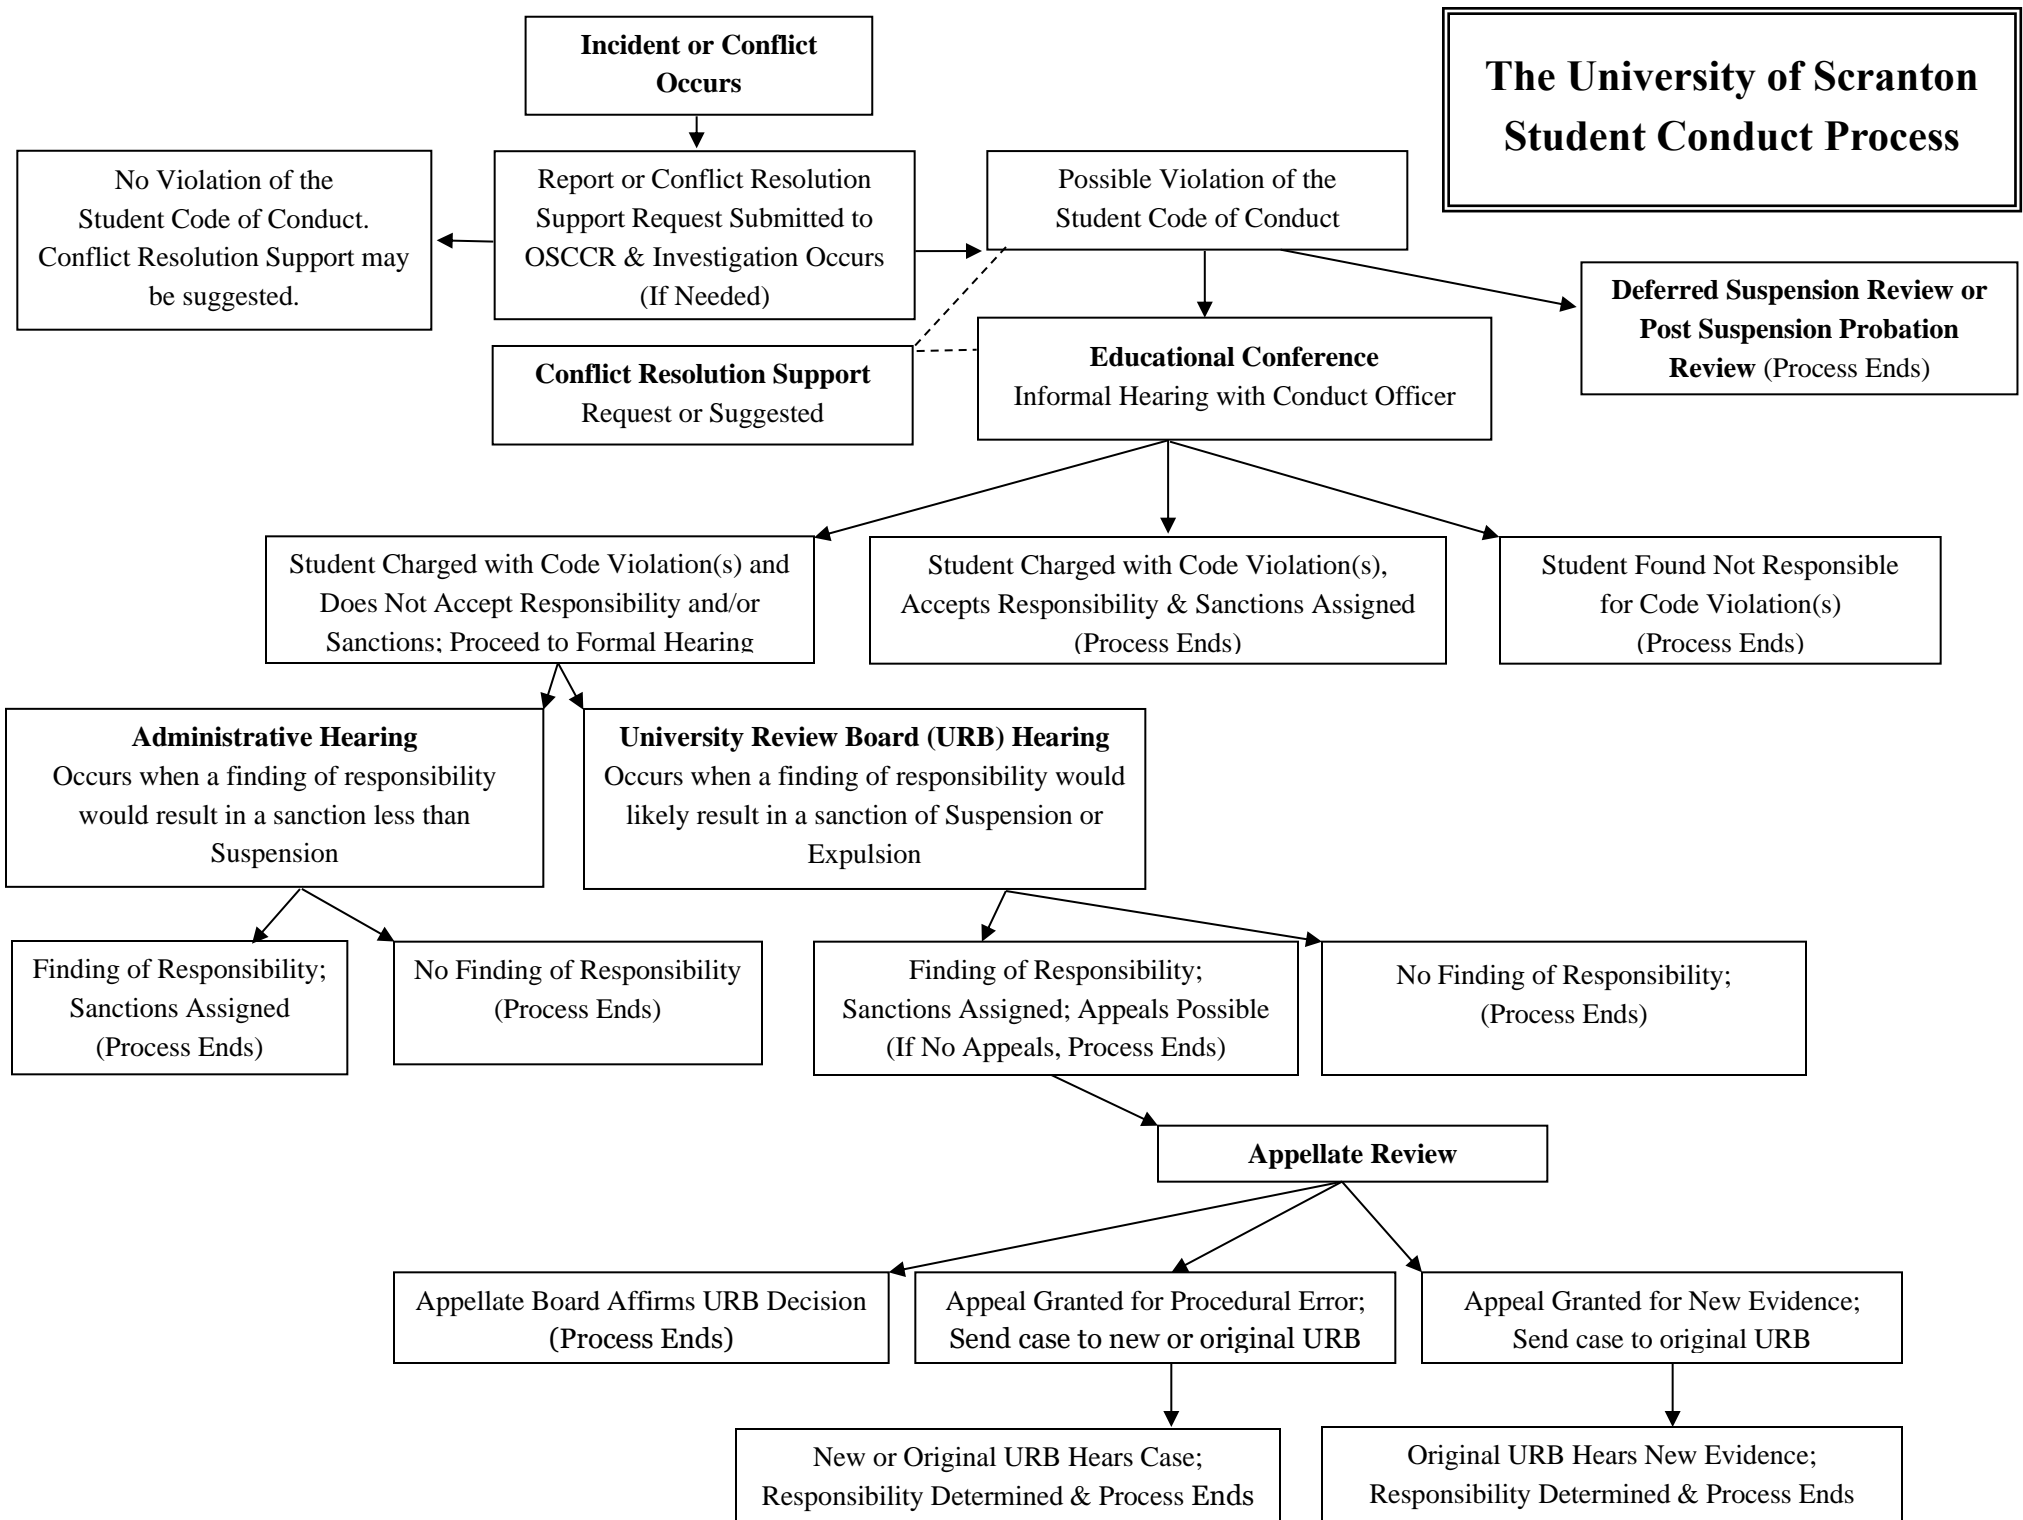 Incident or Conflict
Occurs
The University of Scranton
Student Conduct Process
No Violation of the
Student Code of Conduct.
Conflict Resolution Support may
be suggested.
Report or Conflict Resolution
Support Request Submitted to
OSCCR & Investigation Occurs
(If Needed)
Possible Violation of the
Student Code of Conduct
Deferred Suspension Review or
Post Suspension Probation
Review (Process Ends)
Conflict Resolution Support
Request or Suggested
Educational Conference
Informal Hearing with Conduct Officer
Student Charged with Code Violation(s) and
Does Not Accept Responsibility and/or
Sanctions; Proceed to Formal Hearing
Student Charged with Code Violation(s),
Accepts Responsibility & Sanctions Assigned
(Process Ends)
Student Found Not Responsible
for Code Violation(s)
(Process Ends)
Administrative Hearing
Occurs when a finding of responsibility
would result in a sanction less than
Suspension
University Review Board (URB) Hearing
Occurs when a finding of responsibility would
likely result in a sanction of Suspension or
Expulsion
Finding of Responsibility;
Sanctions Assigned
(Process Ends)
No Finding of Responsibility
(Process Ends)
Finding of Responsibility;
Sanctions Assigned; Appeals Possible
(If No Appeals, Process Ends)
No Finding of Responsibility;
(Process Ends)
Appellate Review
Appellate Board Affirms URB Decision
(Process Ends)
Appeal Granted for Procedural Error;
Send case to new or original URB
Appeal Granted for New Evidence;
Send case to original URB
New or Original URB Hears Case;
Responsibility Determined & Process Ends
Original URB Hears New Evidence;
Responsibility Determined & Process Ends